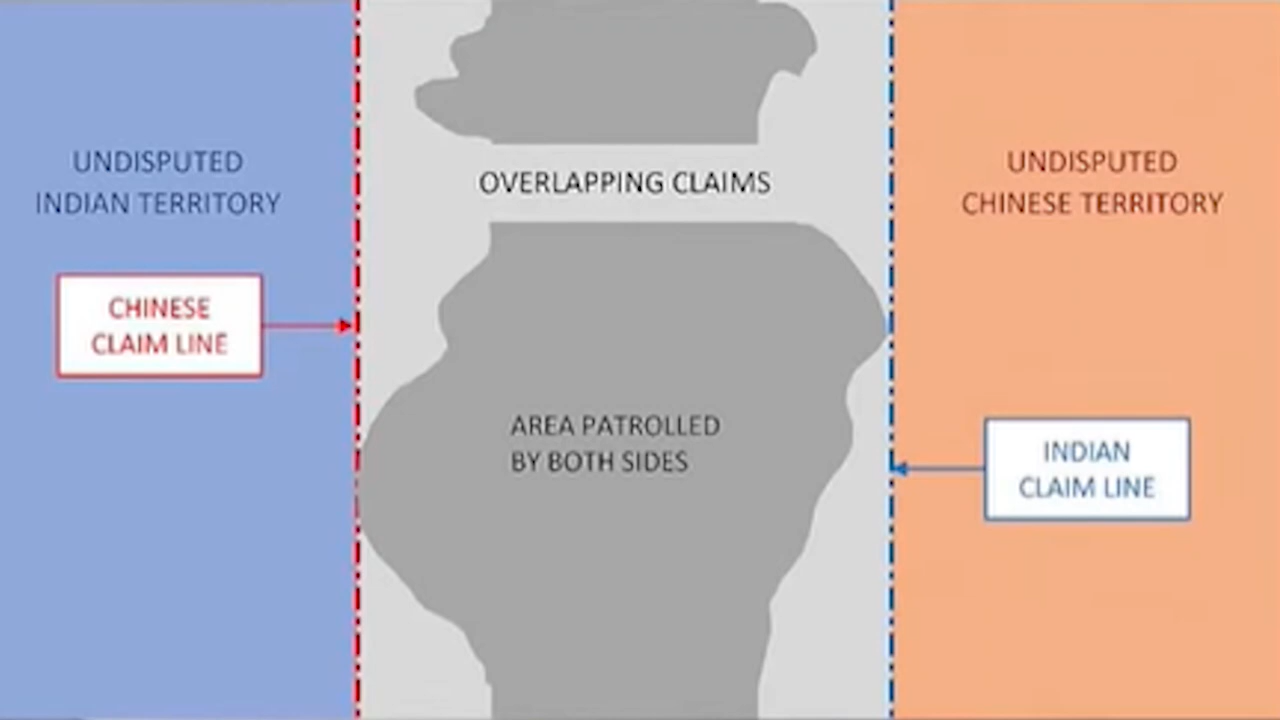 UNDISPUTED
INDIAN TERRITORY
CHINESE
CLAIM LINE
OVERLAPPING CLAIMS
AREA PATROLLED
BY BOTH SIDES
UNDISPUTED
CHINESE TERRITORY
INDIAN
CLAIM LINE